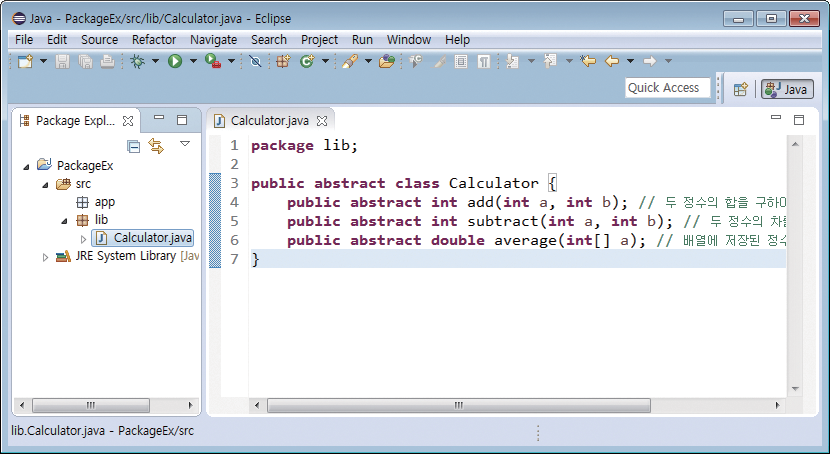 Java - PackageEx/src/lib/Calculator.java - Eclipse
File Edit Source Refactor Navigate Search Project Run Window Help
Quick Access
Java
Package Expl...
Calculator.java
PackageEx
src
app
lib
Calculator.java
JRE System Library [Jav
1 package lib;
2
3 public abstract class Calculator {
4 public abstract int add(int a, int b); // 두 정수의 합을 구하여
5 public abstract int subtract(int a, int b); // 두 정수의 차를
6 public abstract double average(int[] a); // 배열에 저장된 정수
7 }
lib.Calculator.java - PackageEx/src